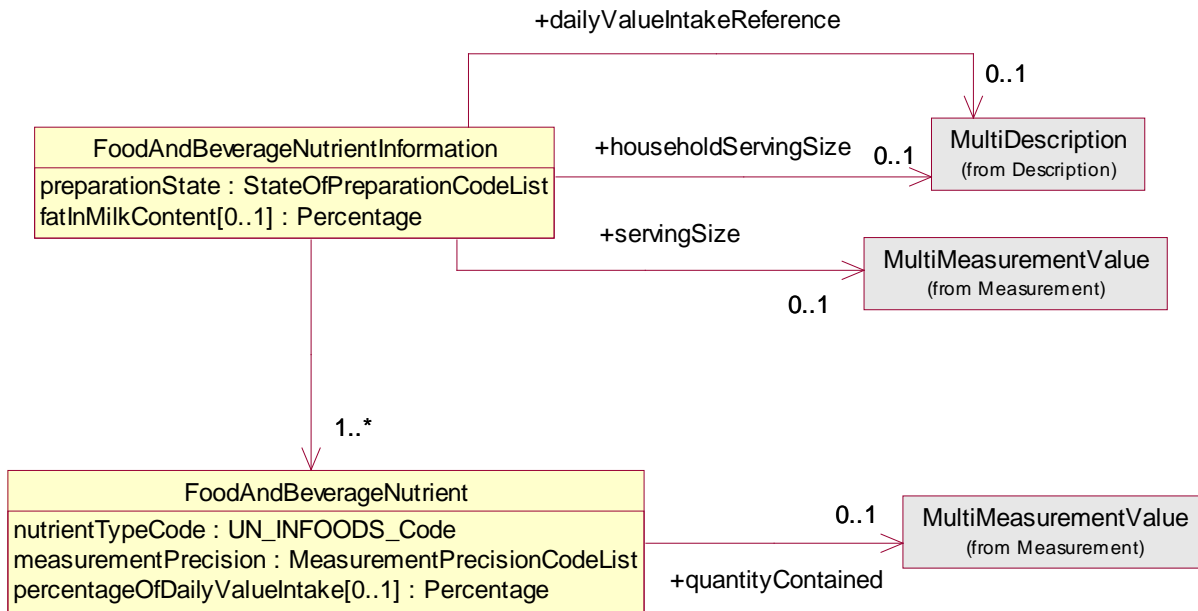 +dailyValueIntakeReference
0..1
FoodAndBeverageNutrientInformation
preparationState : StateOfPreparationCodeList
fatInMilkContent[0..1] : Percentage
+householdServingSize
0..1
MultiDescription
(from Description)
+servingSize
0..1
MultiMeasurementValue
(from Measurement)
1..*
FoodAndBeverageNutrient
nutrientTypeCode : UN_INFOODS_Code
measurementPrecision : MeasurementPrecisionCodeList
percentageOfDailyValueIntake[0..1] : Percentage
0..1
+quantityContained
MultiMeasurementValue
(from Measurement)